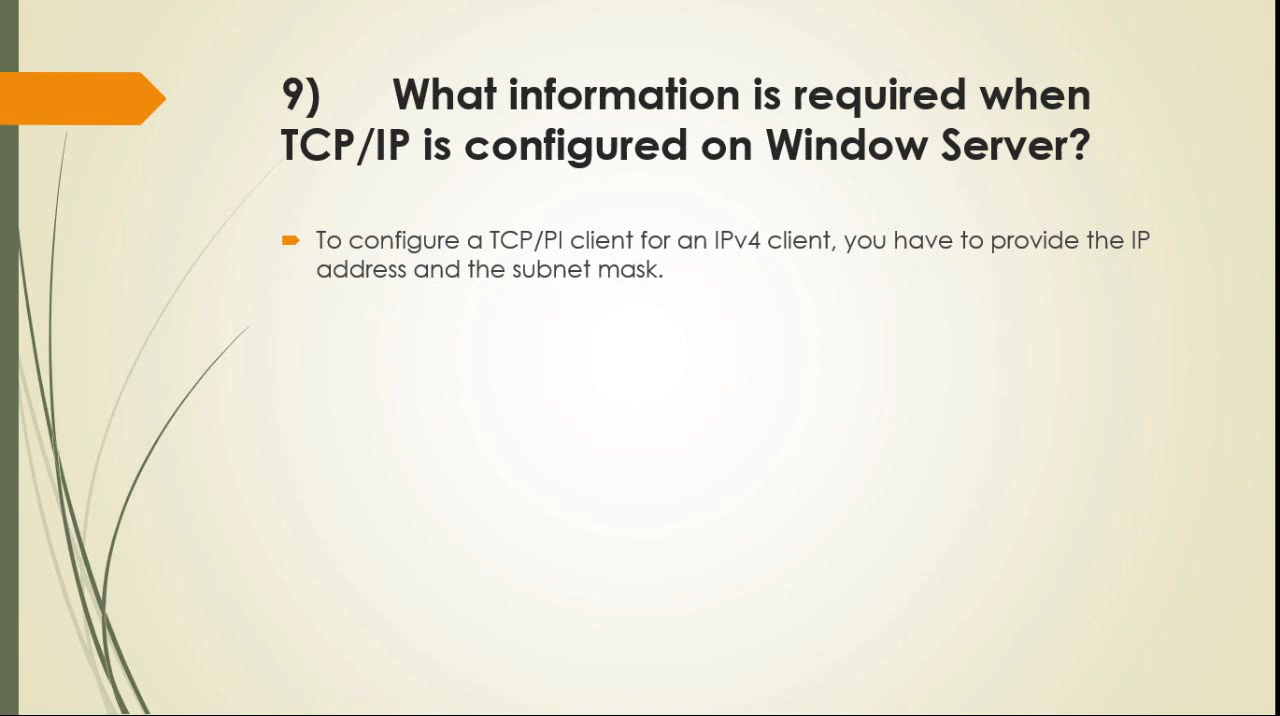 9) What information is required when
TCP/IP is configured on Window Server?
To configure a TCP/PI client for an IPv4 client, you have to provide the IP
address and the subnet mask.